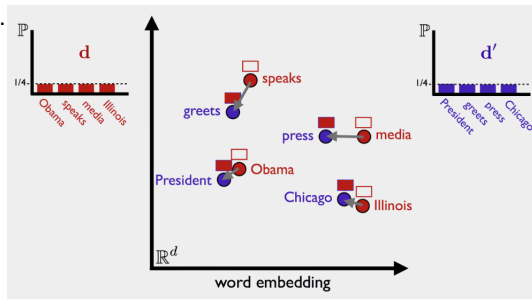 .
ℙ
d
1/4
Obama
speaks
media
Illinois
speaks
greets
press
media
Obama
President
Chicago
Illinois
ℝᵈ
word embedding
ℙ
d′
1/4
President
greets
press
Chicago